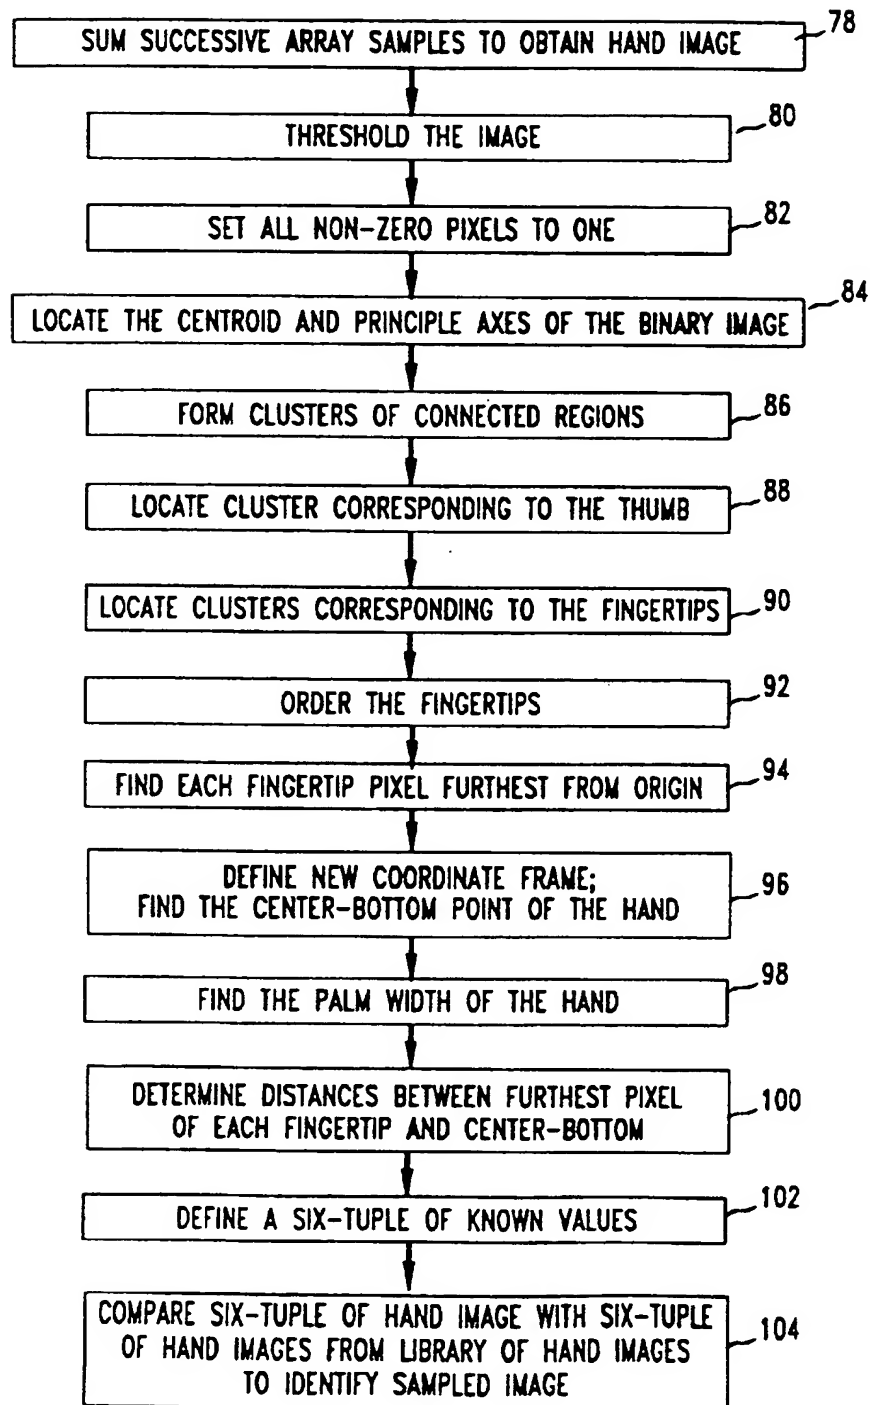 SUM SUCCESSIVE ARRAY SAMPLES TO OBTAIN HAND IMAGE 78
THRESHOLD THE IMAGE 80
SET ALL NON-ZERO PIXELS TO ONE 82
LOCATE THE CENTROID AND PRINCIPLE AXES OF THE BINARY IMAGE 84
FORM CLUSTERS OF CONNECTED REGIONS 86
LOCATE CLUSTER CORRESPONDING TO THE THUMB 88
LOCATE CLUSTERS CORRESPONDING TO THE FINGERTIPS 90
ORDER THE FINGERTIPS 92
FIND EACH FINGERTIP PIXEL FURTHEST FROM ORIGIN 94
DEFINE NEW COORDINATE FRAME;
FIND THE CENTER-BOTTOM POINT OF THE HAND 96
FIND THE PALM WIDTH OF THE HAND 98
DETERMINE DISTANCES BETWEEN FURTHEST PIXEL
OF EACH FINGERTIP AND CENTER-BOTTOM 100
DEFINE A SIX-TUPLE OF KNOWN VALUES 102
COMPARE SIX-TUPLE OF HAND IMAGE WITH SIX-TUPLE
OF HAND IMAGES FROM LIBRARY OF HAND IMAGES 104
TO IDENTIFY SAMPLED IMAGE